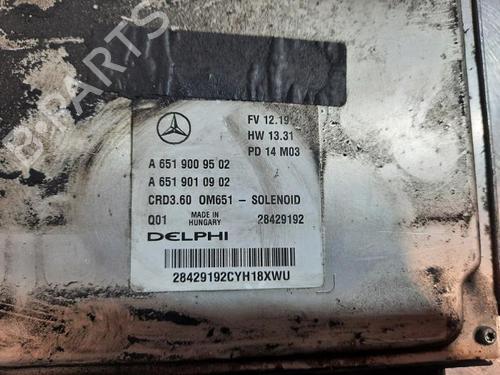 FV 12.19
HW 13.31
PD 14 M03
A 651 900 95 02
A 651 901 09 02
CRD3.60 OM651 - SOLENOID
Q01 MADE IN HUNGARY 28429192
DELPHI
28429192CYH18XWU